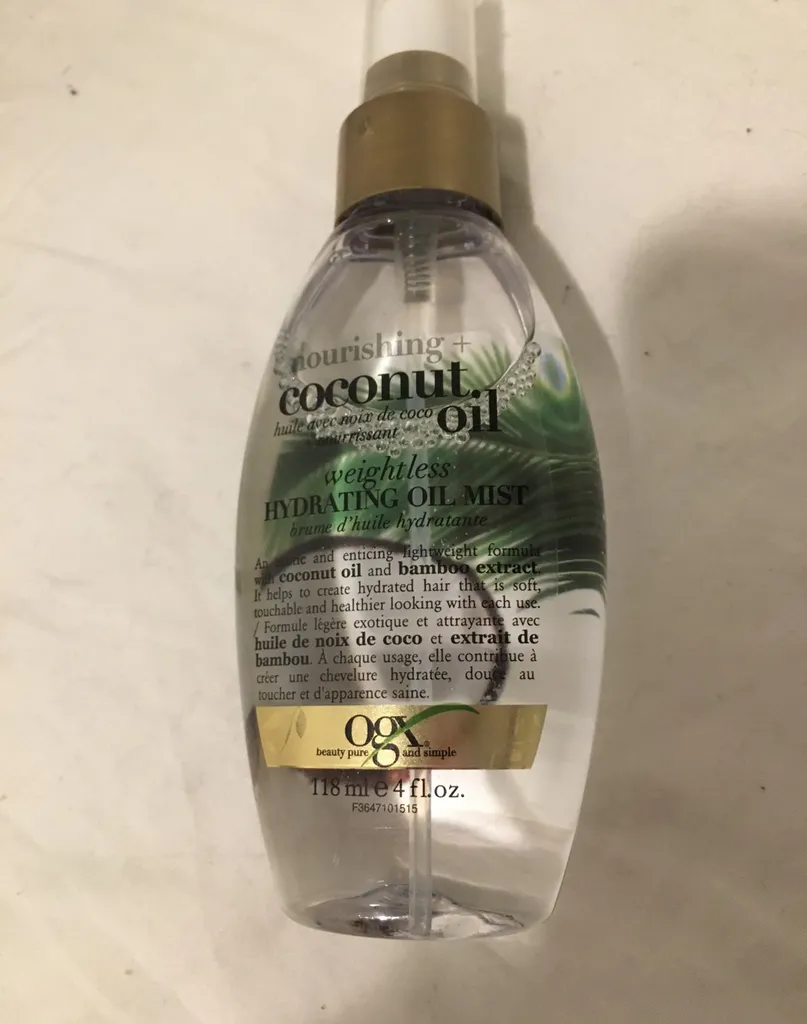 nourishing +
coconut
huile avec noix de coco oil
nourrissant
weightless
HYDRATING OIL MIST
brume d'huile hydratante
An and enticing lightweight formula
with coconut oil and bamboo extract.
It helps to create hydrated hair that is soft,
touchable and healthier looking with each use.
/ Formule légère exotique et attrayante avec
huile de noix de coco et extrait de
bambou. À chaque usage, elle contribue à
créer une chevelure hydratée, douce au
toucher et d'apparence saine.
ogx®
beauty pure and simple
118 ml e 4 fl.oz.
F3647101515